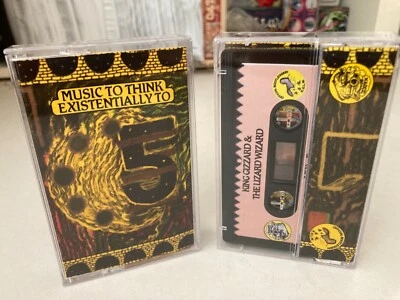 MUSIC TO THINK
EXISTENTIALLY TO
KING GIZZARD &
THE LIZARD WIZARD